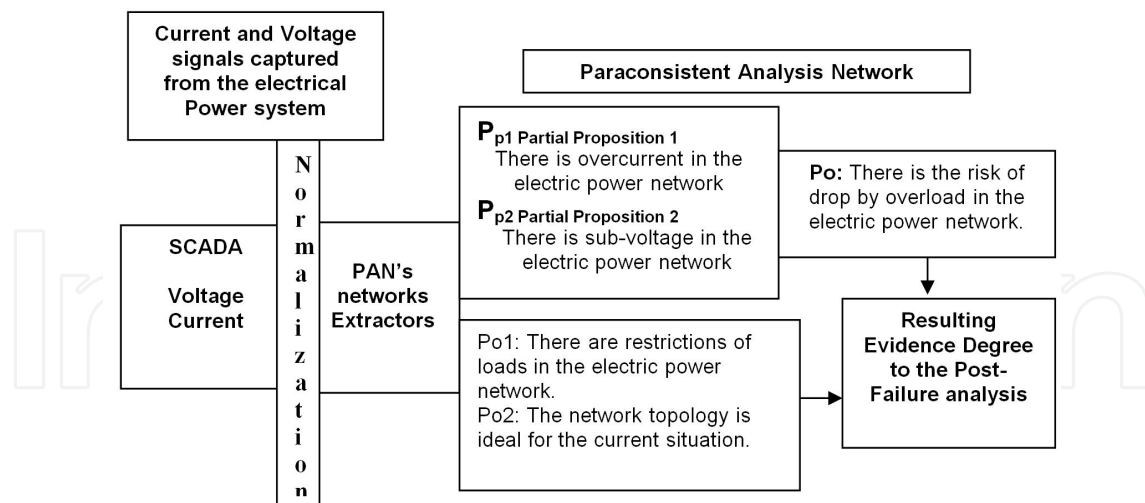 Current and Voltage
signals captured
from the electrical
Power system
Paraconsistent Analysis Network
Normalization
SCADA
Voltage
Current
PAN's
networks
Extractors
Pp1 Partial Proposition 1
There is overcurrent in the
electric power network
Pp2 Partial Proposition 2
There is sub-voltage in the
electric power network
Po: There is the risk of
drop by overload in the
electric power network.
Po1: There are restrictions of
loads in the electric power
network.
Po2: The network topology is
ideal for the current situation.
Resulting
Evidence Degree
to the Post-
Failure analysis